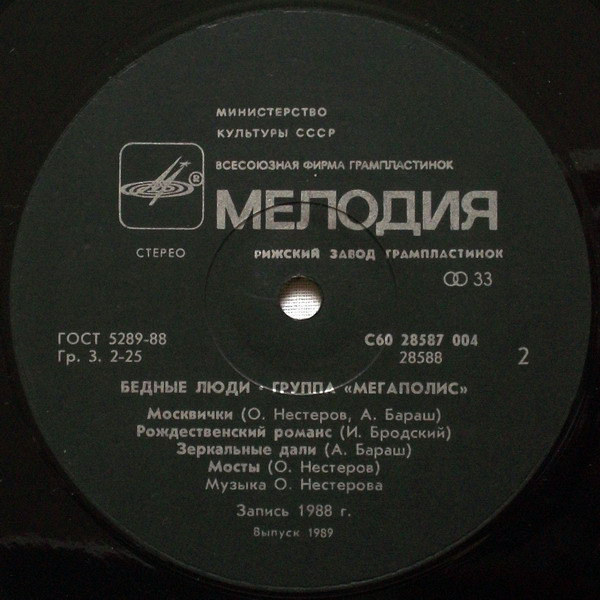 МИНИСТЕРСТВО
КУЛЬТУРЫ СССР
ВСЕСОЮЗНАЯ ФИРМА ГРАМПЛАСТИНОК
®
МЕЛОДИЯ
СТЕРЕО
РИЖСКИЙ ЗАВОД ГРАМПЛАСТИНОК
33
ГОСТ 5289-88
С60 28587 004
Гр. 3. 2-25
28588
2
БЕДНЫЕ ЛЮДИ • ГРУППА «МЕГАПОЛИС»
Москвички (О. Нестеров, А. Бараш)
Рождественский романс (И. Бродский)
Зеркальные дали (А. Бараш)
Мосты (О. Нестеров)
Музыка О. Нестерова
Запись 1988 г.
Выпуск 1989